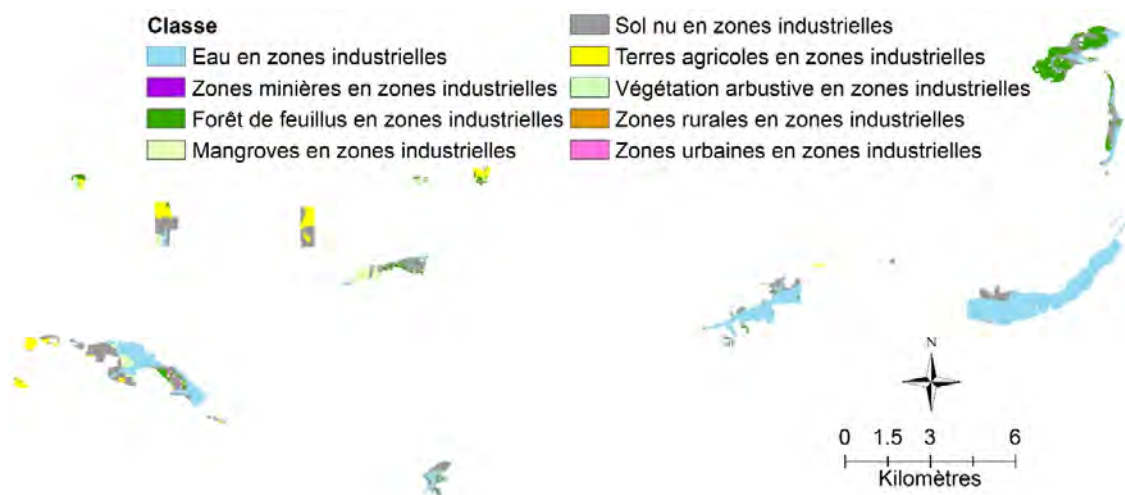 Classe
Eau en zones industrielles
Zones minières en zones industrielles
Forêt de feuillus en zones industrielles
Mangroves en zones industrielles
Sol nu en zones industrielles
Terres agricoles en zones industrielles
Végétation arbustive en zones industrielles
Zones rurales en zones industrielles
Zones urbaines en zones industrielles
N
0 1.5 3 6
Kilomètres